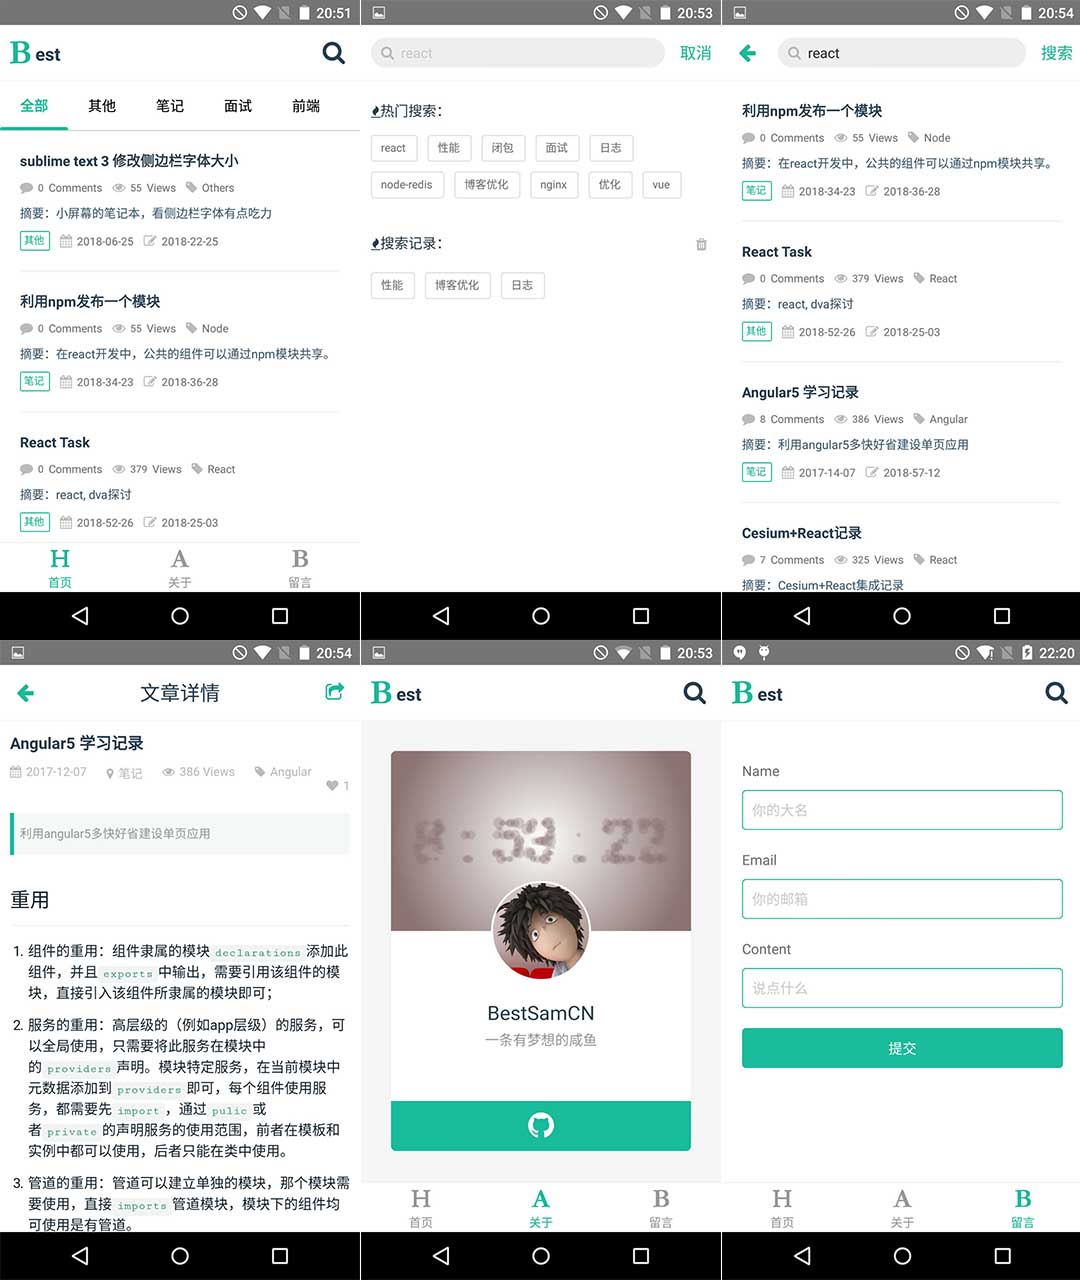 20:51
Best
全部 其他 笔记 面试 前端
sublime text 3 修改侧边栏字体大小
0 Comments 55 Views Others
摘要：小屏幕的笔记本，看侧边栏字体有点吃力
其他 2018-06-25 2018-22-25
利用npm发布一个模块
0 Comments 55 Views Node
摘要：在react开发中，公共的组件可以通过npm模块共享。
笔记 2018-34-23 2018-36-28
React Task
0 Comments 379 Views React
摘要：react, dva探讨
其他 2018-52-26 2018-25-03
H A B
首页 关于 留言
20:53
react 取消
热门搜索：
react 性能 闭包 面试 日志
node-redis 博客优化 nginx 优化 vue
搜索记录：
性能 博客优化 日志
20:54
react 搜索
利用npm发布一个模块
0 Comments 55 Views Node
摘要：在react开发中，公共的组件可以通过npm模块共享。
笔记 2018-34-23 2018-36-28
React Task
0 Comments 379 Views React
摘要：react, dva探讨
其他 2018-52-26 2018-25-03
Angular5 学习记录
8 Comments 386 Views Angular
摘要：利用angular5多快好省建设单页应用
笔记 2017-14-07 2018-57-12
Cesium+React记录
7 Comments 325 Views React
摘要：Cesium+React集成记录
20:54
文章详情
Angular5 学习记录
2017-12-07 笔记 386 Views Angular
1
利用angular5多快好省建设单页应用
重用
1. 组件的重用：组件隶属的模块 declarations 添加此
组件，并且 exports 中输出，需要引用该组件的模
块，直接引入该组件所隶属的模块即可；
2. 服务的重用：高层级的（例如app层级）的服务，可
以全局使用，只需要将此服务在模块中
的 providers 声明。模块特定服务，在当前模块中
元数据添加到 providers 即可，每个组件使用服
务，都需要先 import ，通过 pulic 或
者 private 的声明服务的使用范围，前者在模板和
实例中都可以使用，后者只能在类中使用。
3. 管道的重用：管道可以建立单独的模块，那个模块需
要使用，直接 imports 管道模块，模块下的组件均
可使用是有管道。
20:53
Best
8:53:22
BestSamCN
一条有梦想的咸鱼
H A B
首页 关于 留言
22:20
Best
Name
你的大名
Email
你的邮箱
Content
说点什么
提交
H A B
首页 关于 留言